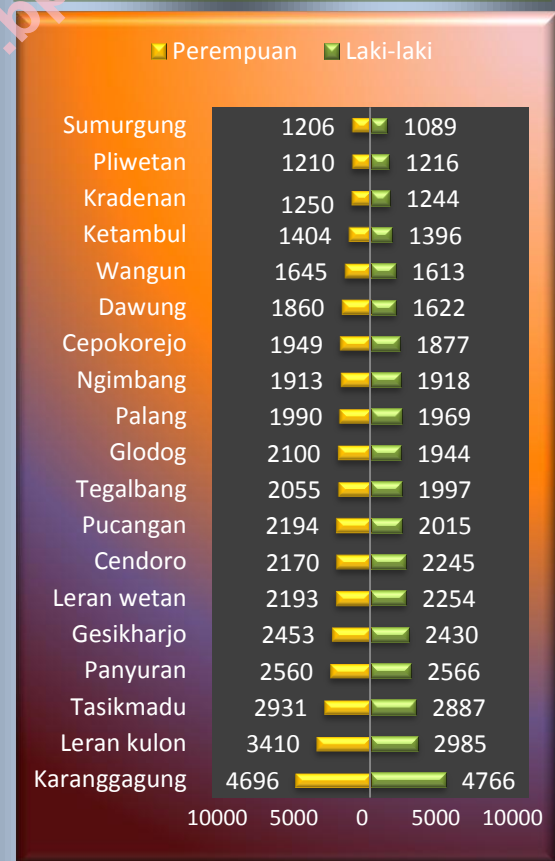 Perempuan Laki-laki
Sumurgung 1206 1089
Pliwetan 1210 1216
Kradenan 1250 1244
Ketambul 1404 1396
Wangun 1645 1613
Dawung 1860 1622
Cepokorejo 1949 1877
Ngimbang 1913 1918
Palang 1990 1969
Glodog 2100 1944
Tegalbang 2055 1997
Pucangan 2194 2015
Cendoro 2170 2245
Leran wetan 2193 2254
Gesikharjo 2453 2430
Panyuran 2560 2566
Tasikmadu 2931 2887
Leran kulon 3410 2985
Karanggagung 4696 4766
10000 5000 0 5000 10000